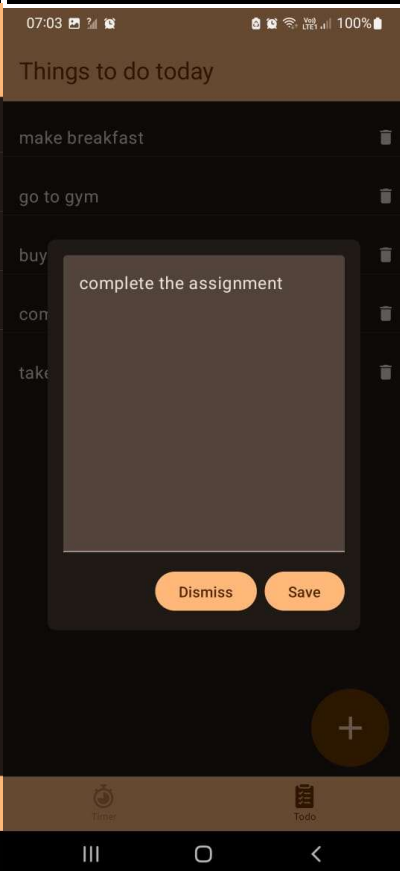 07:03 100%
Things to do today
make breakfast
go to gym
buy
com
take
complete the assignment
Dismiss Save
Timer Todo